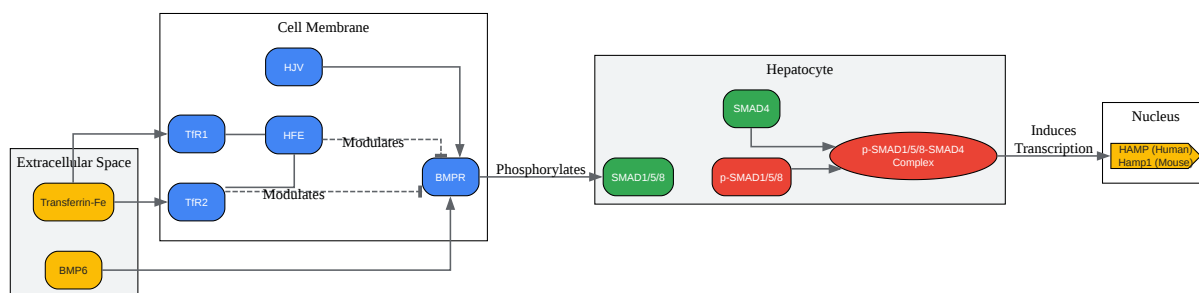 Cell Membrane
HJV
TfR1
HFE
Modulates
TfR2
Modulates
BMPR
Extracellular Space
Transferrin-Fe
BMP6
Phosphorylates
Hepatocyte
SMAD4
SMAD1/5/8
p-SMAD1/5/8
p-SMAD1/5/8-SMAD4
Complex
Induces
Transcription
Nucleus
HAMP (Human)
Hamp1 (Mouse)